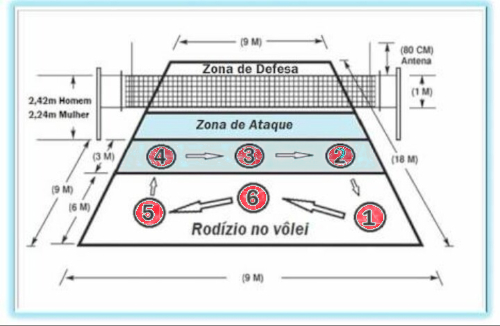 (9 M)
(80 CM)
Antena
Zona de Defesa
(1 M)
2,42m Homem
2,24m Mulher
Zona de Ataque
(3 M)
4
3
2
(18 M)
(9 M)
(6 M)
5
6
1
Rodízio no vôlei
(9 M)